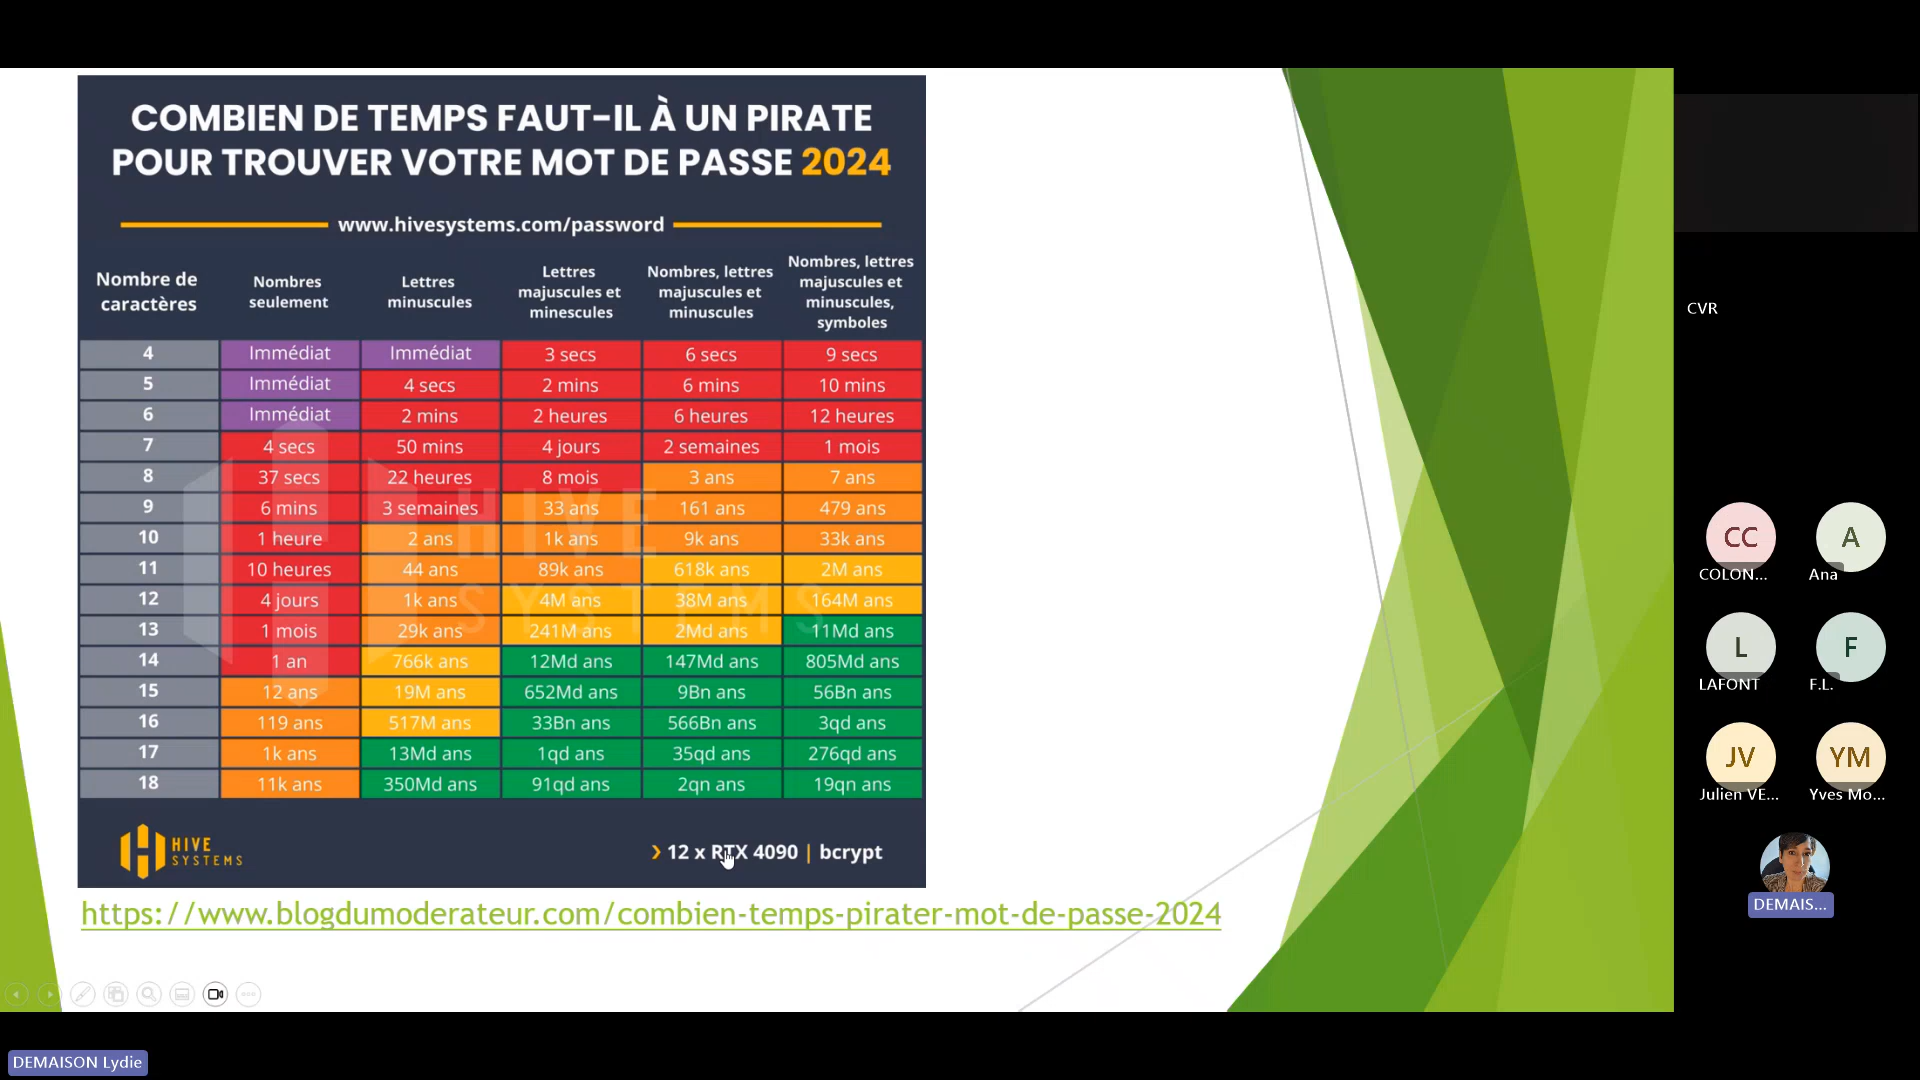 COMBIEN DE TEMPS FAUT-IL À UN PIRATE
POUR TROUVER VOTRE MOT DE PASSE 2024
www.hivesystems.com/password
Nombre de caractères | Nombres seulement | Lettres minuscules | Lettres majuscules et minescules | Nombres, lettres majuscules et minuscules | Nombres, lettres majuscules et minuscules, symboles
4 Immédiat Immédiat 3 secs 6 secs 9 secs
5 Immédiat 4 secs 2 mins 6 mins 10 mins
6 Immédiat 2 mins 2 heures 6 heures 12 heures
7 4 secs 50 mins 4 jours 2 semaines 1 mois
8 37 secs 22 heures 8 mois 3 ans 7 ans
9 6 mins 3 semaines 33 ans 161 ans 479 ans
10 1 heure 2 ans 1k ans 9k ans 33k ans
11 10 heures 44 ans 89k ans 618k ans 2M ans
12 4 jours 1k ans 4M ans 38M ans 164M ans
13 1 mois 29k ans 241M ans 2Md ans 11Md ans
14 1 an 766k ans 12Md ans 147Md ans 805Md ans
15 12 ans 19M ans 652Md ans 9Bn ans 56Bn ans
16 119 ans 517M ans 33Bn ans 566Bn ans 3qd ans
17 1k ans 13Md ans 1qd ans 35qd ans 276qd ans
18 11k ans 350Md ans 91qd ans 2qn ans 19qn ans
HIVE
SYSTEMS
HIVE
SYSTEMS
12 x RTX 4090 | bcrypt
https://www.blogdumoderateur.com/combien-temps-pirater-mot-de-passe-2024
CVR
CC A
COLON... Ana
L F
LAFONT F.L.
JV YM
Julien VE... Yves Mo...
DEMAIS...
DEMAISON Lydie